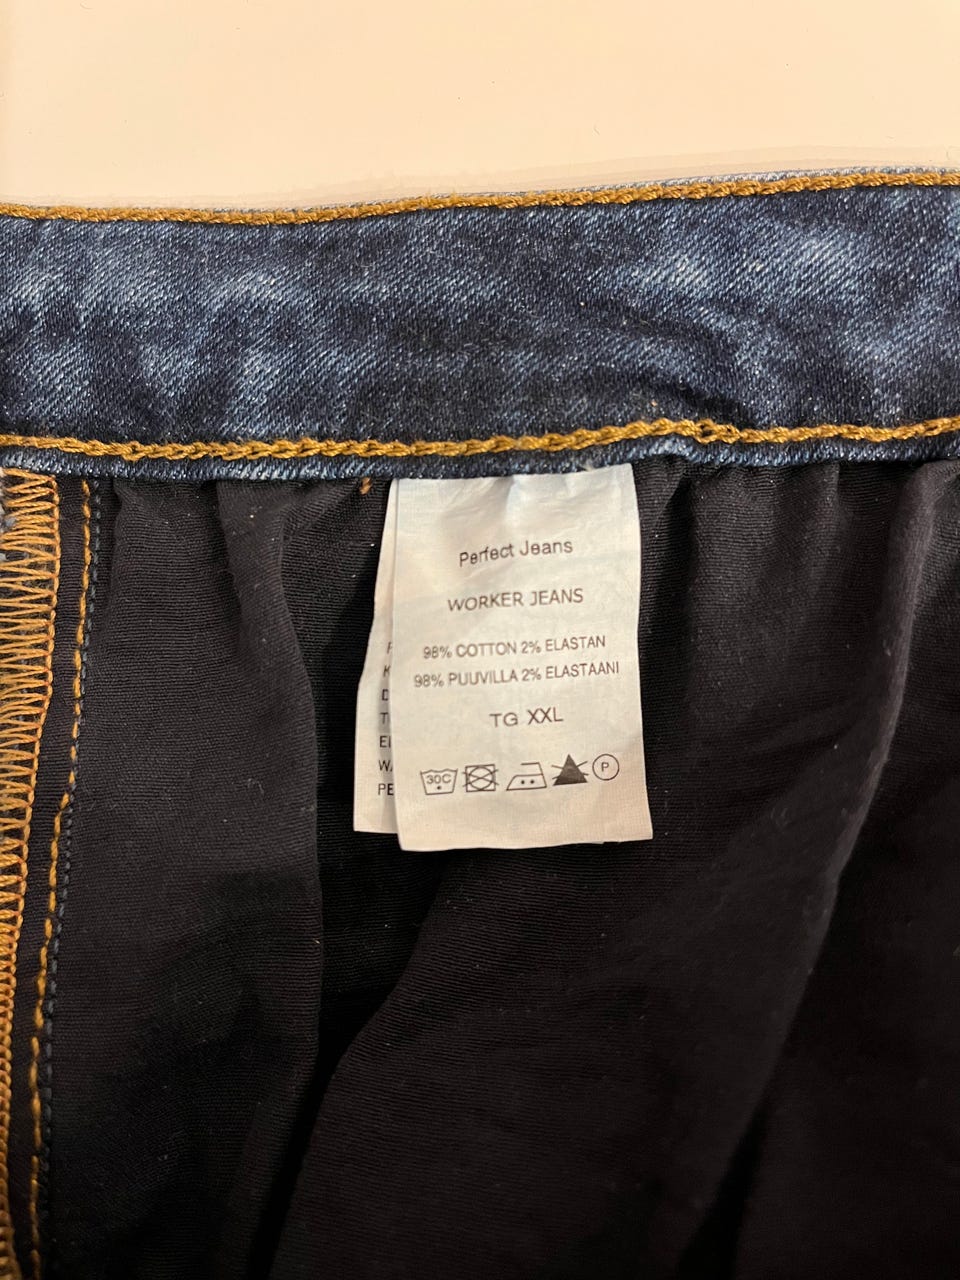 Perfect Jeans
WORKER JEANS
98% COTTON 2% ELASTAN
98% PUUVILLA 2% ELASTAANI
TG XXL
30C P